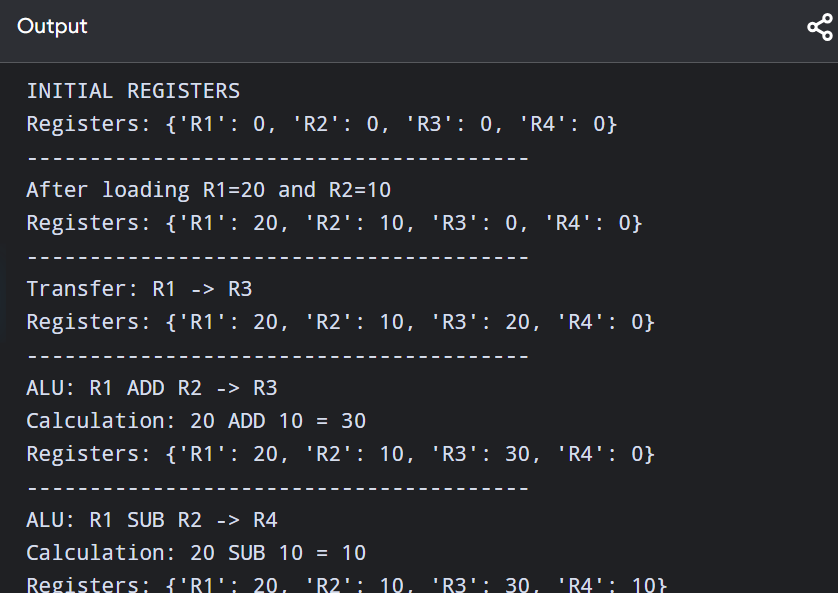 Output
INITIAL REGISTERS
Registers: {'R1': 0, 'R2': 0, 'R3': 0, 'R4': 0}
----------------------------------------
After loading R1=20 and R2=10
Registers: {'R1': 20, 'R2': 10, 'R3': 0, 'R4': 0}
----------------------------------------
Transfer: R1 -> R3
Registers: {'R1': 20, 'R2': 10, 'R3': 20, 'R4': 0}
----------------------------------------
ALU: R1 ADD R2 -> R3
Calculation: 20 ADD 10 = 30
Registers: {'R1': 20, 'R2': 10, 'R3': 30, 'R4': 0}
----------------------------------------
ALU: R1 SUB R2 -> R4
Calculation: 20 SUB 10 = 10
Registers: {'R1': 20, 'R2': 10, 'R3': 30, 'R4': 10}